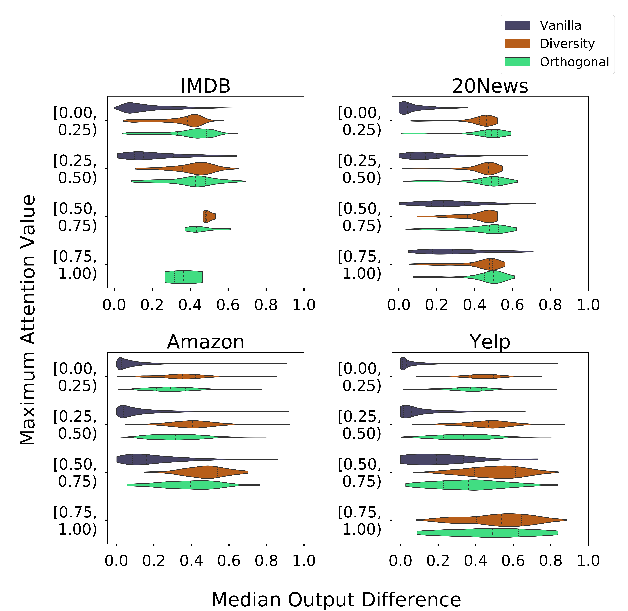 Vanilla
Diversity
Orthogonal
IMDB
20News
[0.00,
0.25)
[0.25,
0.50)
[0.50,
0.75)
[0.75,
1.00)
0.0 0.2 0.4 0.6 0.8 1.0
[0.00,
0.25)
[0.25,
0.50)
[0.50,
0.75)
[0.75,
1.00)
0.0 0.2 0.4 0.6 0.8 1.0
Maximum Attention Value
Amazon
Yelp
[0.00,
0.25)
[0.25,
0.50)
[0.50,
0.75)
[0.75,
1.00)
0.0 0.2 0.4 0.6 0.8 1.0
[0.00,
0.25)
[0.25,
0.50)
[0.50,
0.75)
[0.75,
1.00)
0.0 0.2 0.4 0.6 0.8 1.0
Median Output Difference